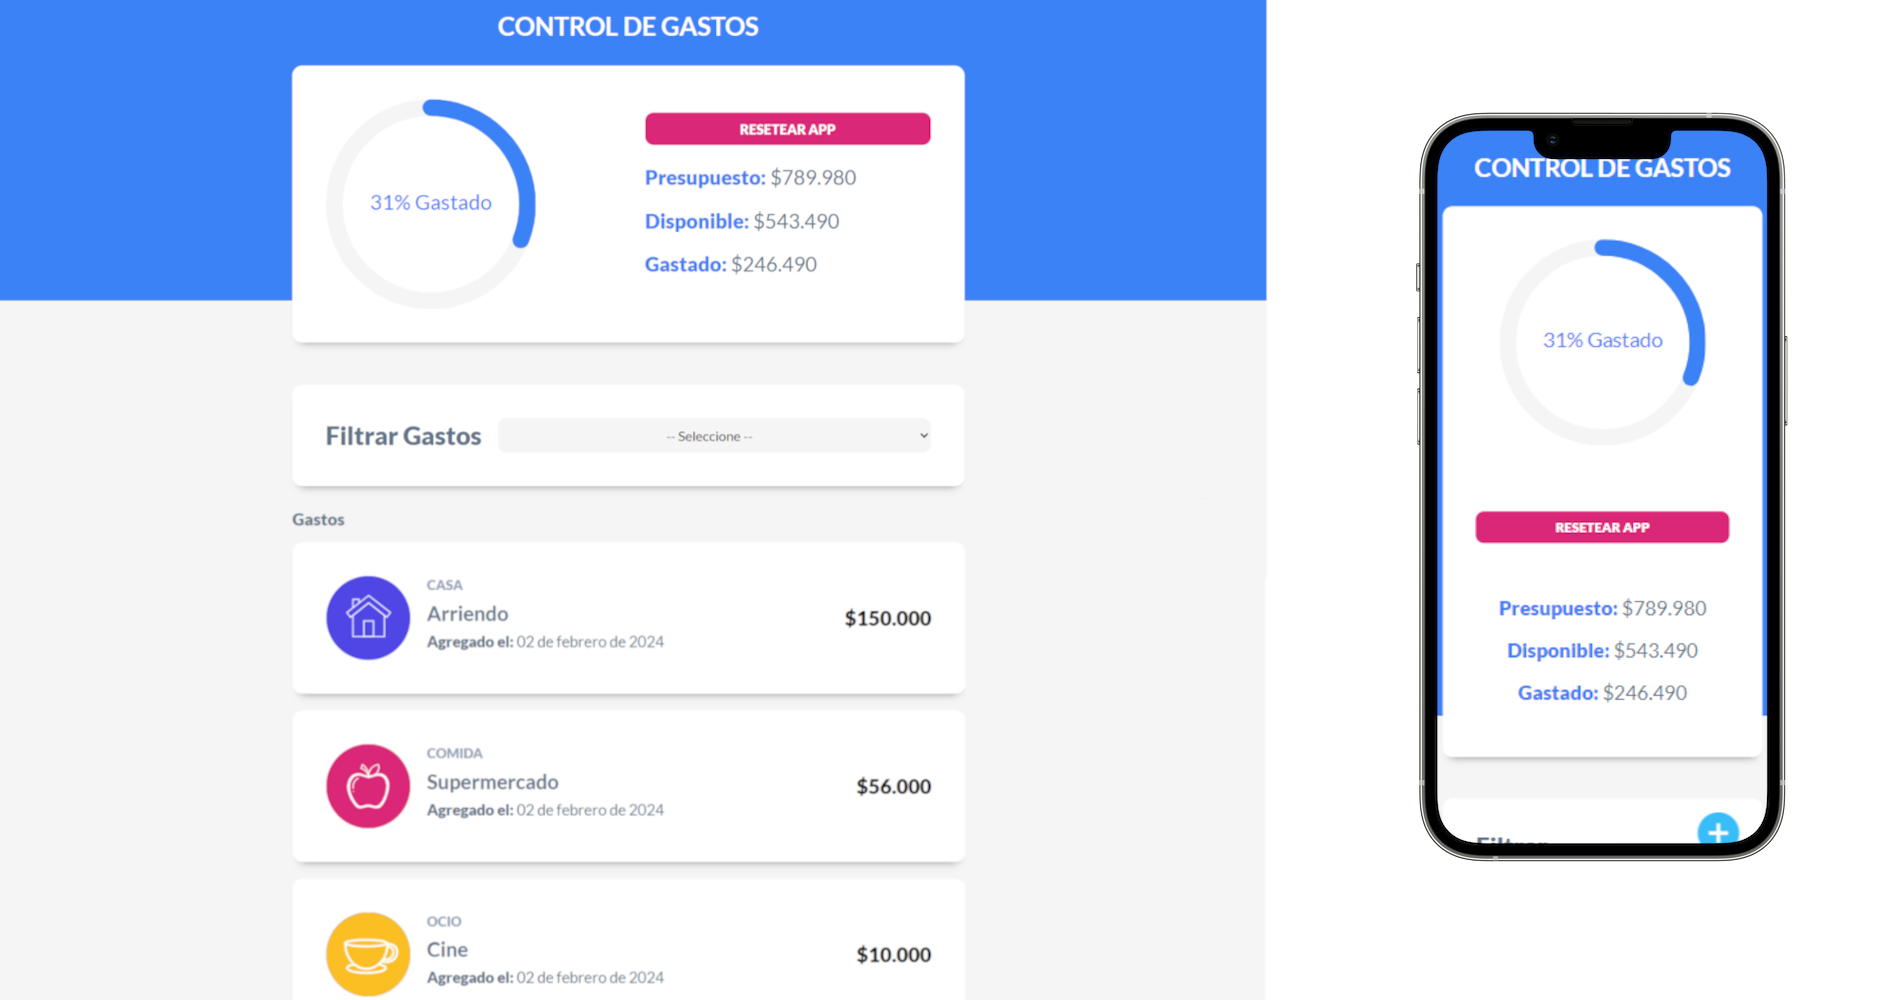 CONTROL DE GASTOS
31% Gastado
RESETEAR APP
Presupuesto: $789.980
Disponible: $543.490
Gastado: $246.490
Filtrar Gastos
-- Seleccione --
Gastos
CASA
Arriendo
Agregado el: 02 de febrero de 2024
$150.000
COMIDA
Supermercado
Agregado el: 02 de febrero de 2024
$56.000
OCIO
Cine
Agregado el: 02 de febrero de 2024
$10.000
CONTROL DE GASTOS
31% Gastado
RESETEAR APP
Presupuesto: $789.980
Disponible: $543.490
Gastado: $246.490
Filtrar